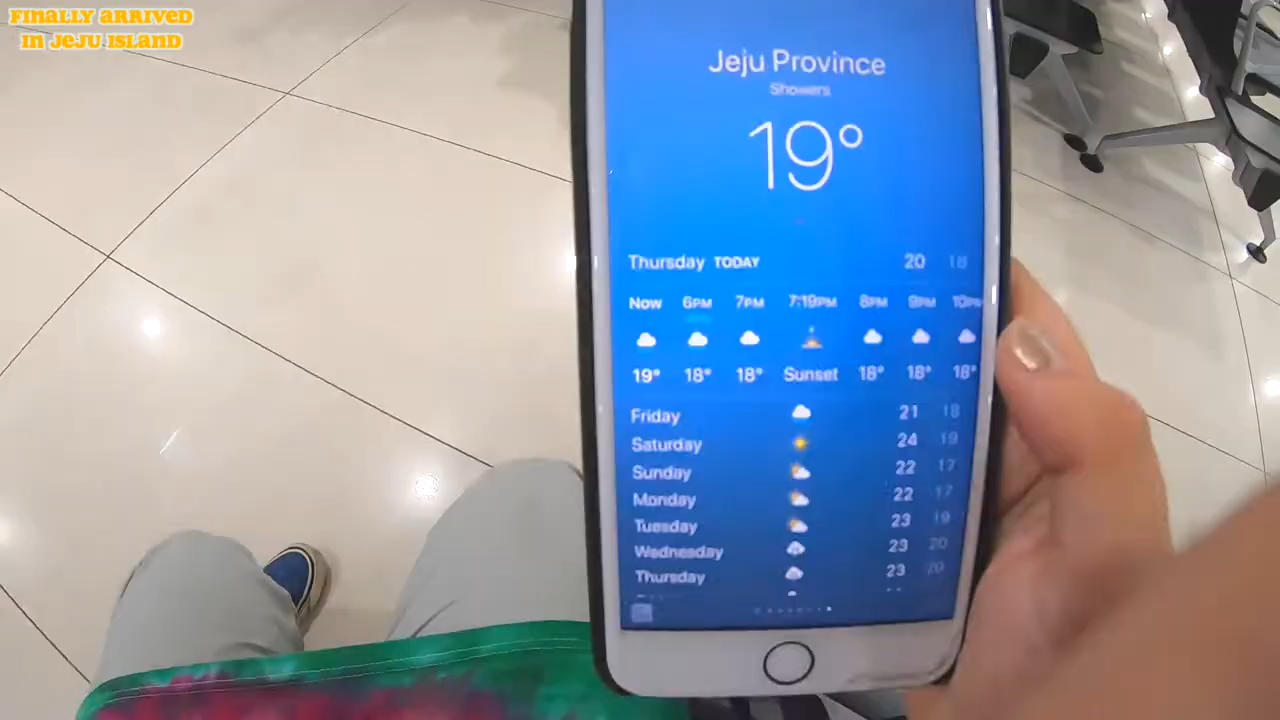 FINALLY ARRIVED
IN JEJU ISLAND
Jeju Province
Showers
19°
Thursday TODAY 20 18
Now 6PM 7PM 7:19PM 8PM 9PM 10PM
19° 18° 18° Sunset 18° 18° 18°
Friday 21 18
Saturday 24 19
Sunday 22 17
Monday 22 17
Tuesday 23 19
Wednesday 23 20
Thursday 23 20